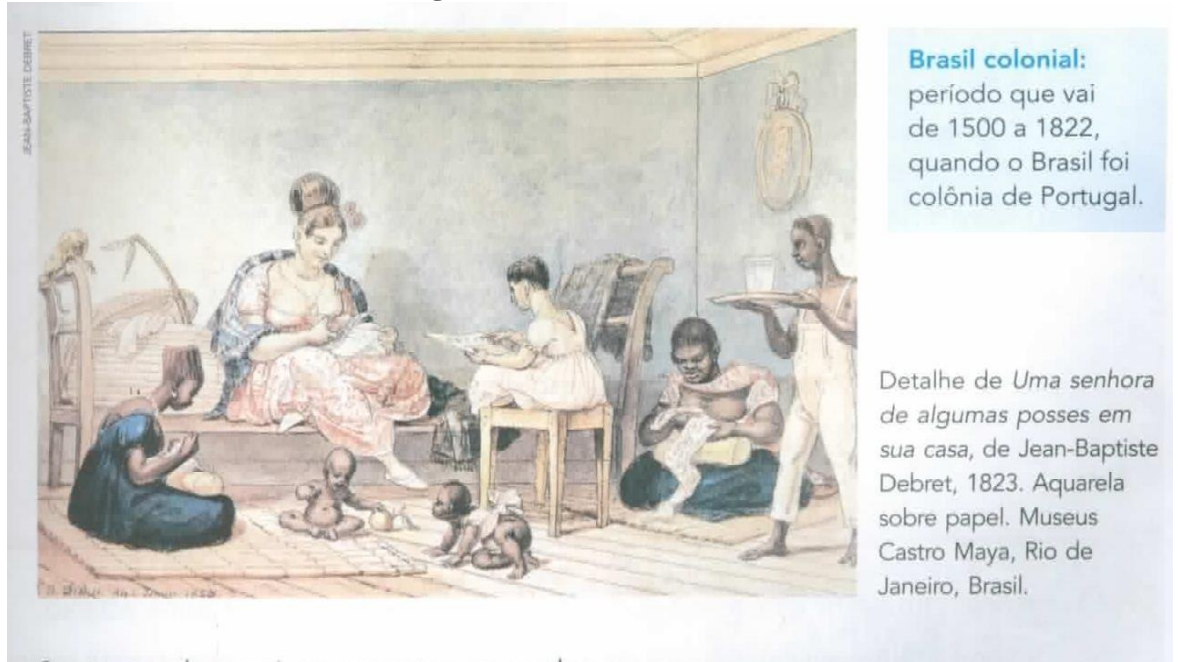 JEAN-BAPTISTE DEBRET
Brasil colonial:
período que vai
de 1500 a 1822,
quando o Brasil foi
colônia de Portugal.
Detalhe de Uma senhora
de algumas posses em
sua casa, de Jean-Baptiste
Debret, 1823. Aquarela
sobre papel. Museus
Castro Maya, Rio de
Janeiro, Brasil.